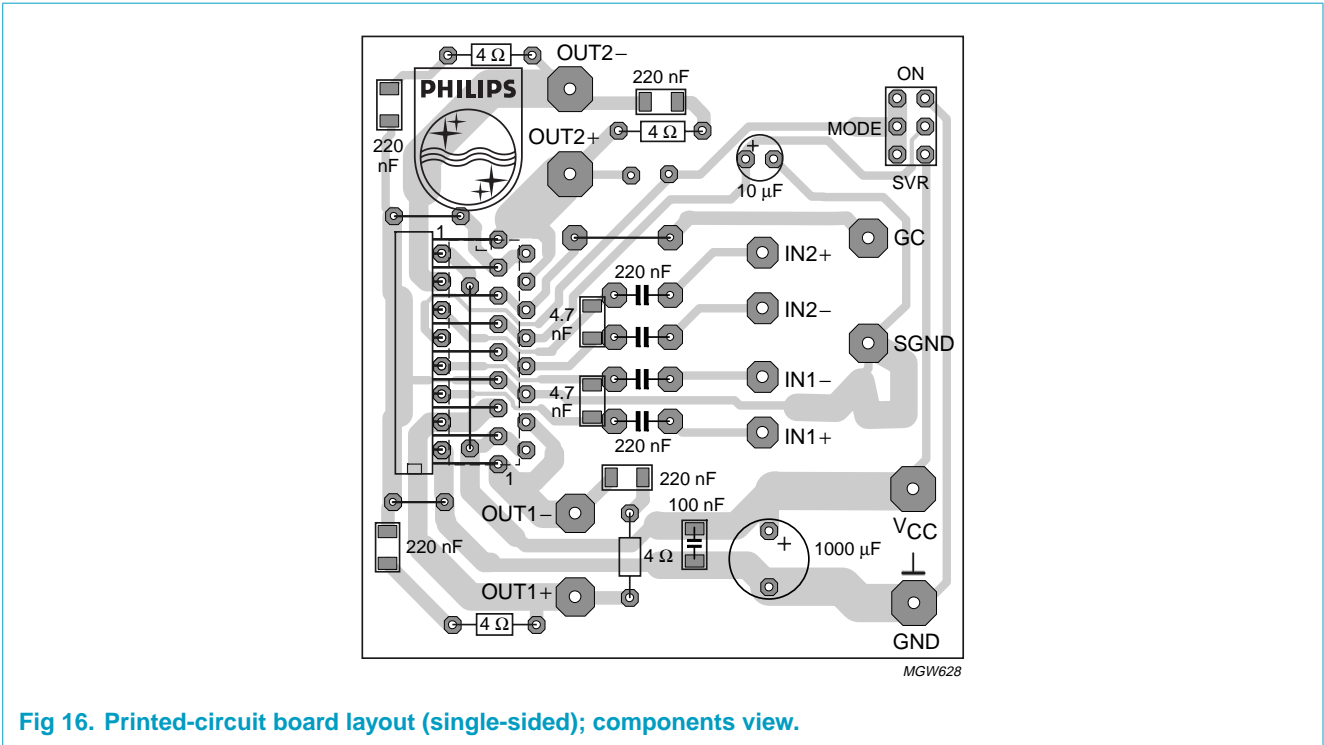 4 Ω
OUT2−
PHILIPS
220 nF
ON
220
nF
OUT2+
4 Ω
MODE
+
10 μF
SVR
1
GC
IN2+
220 nF
4.7
nF
IN2−
SGND
4.7
nF
IN1−
220 nF
IN1+
1
220 nF
OUT1−
100 nF
VCC
220 nF
4 Ω
+
1000 μF
OUT1+
4 Ω
GND
MGW628
Fig 16. Printed-circuit board layout (single-sided); components view.